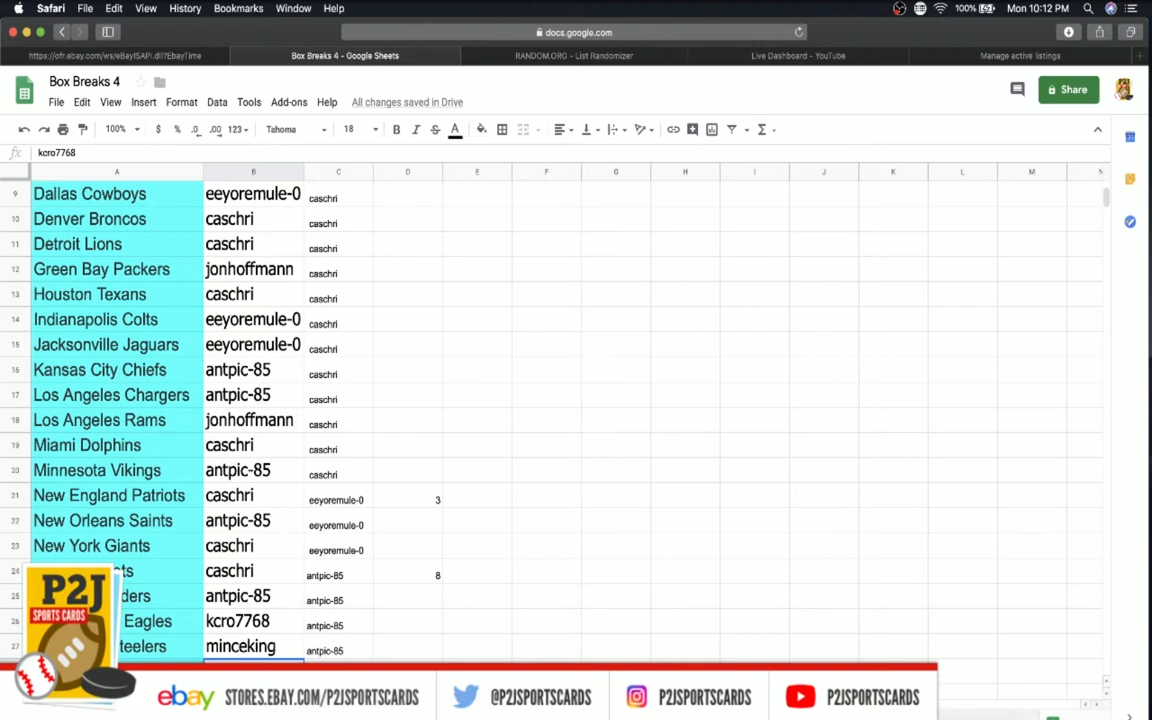 Safari File Edit View History Bookmarks Window Help 100% Mon 10:12 PM
docs.google.com
https://ofr.ebay.com/ws/eBayISAPI.dll?EbayTime Box Breaks 4 - Google Sheets RANDOM.ORG - List Randomizer Live Dashboard - YouTube Manage active listings
Box Breaks 4
File Edit View Insert Format Data Tools Add-ons Help All changes saved in Drive
Share
100% $ % .0 .00 123 Tahoma 18 B I S A
fx kcro7768
A B C D E F G H I J K L M N
9 Dallas Cowboys eeyoremule-0 caschri
10 Denver Broncos caschri caschri
11 Detroit Lions caschri caschri
12 Green Bay Packers jonhoffmann caschri
13 Houston Texans caschri caschri
14 Indianapolis Colts eeyoremule-0 caschri
15 Jacksonville Jaguars eeyoremule-0 caschri
16 Kansas City Chiefs antpic-85 caschri
17 Los Angeles Chargers antpic-85 caschri
18 Los Angeles Rams jonhoffmann caschri
19 Miami Dolphins caschri caschri
20 Minnesota Vikings antpic-85 caschri
21 New England Patriots caschri eeyoremule-0 3
22 New Orleans Saints antpic-85 eeyoremule-0
23 New York Giants caschri eeyoremule-0
24 ts caschri antpic-85 8
25 ders antpic-85 antpic-85
26 Eagles kcro7768 antpic-85
27 teelers minceking antpic-85
P2J
SPORTS CARDS
ebay STORES.EBAY.COM/P2JSPORTSCARDS @P2JSPORTSCARDS P2JSPORTSCARDS P2JSPORTSCARDS